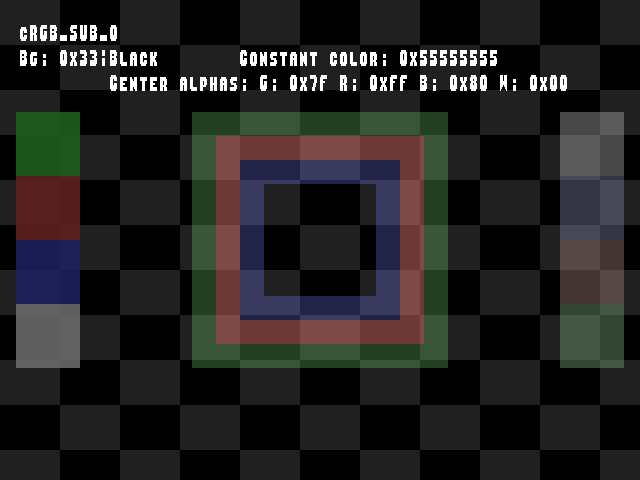 cRGB_SUB_0
Bg: 0x33¦Black Constant color: 0x55555555
Center alphas: G: 0x7f R: 0xff B: 0x80 W: 0x00